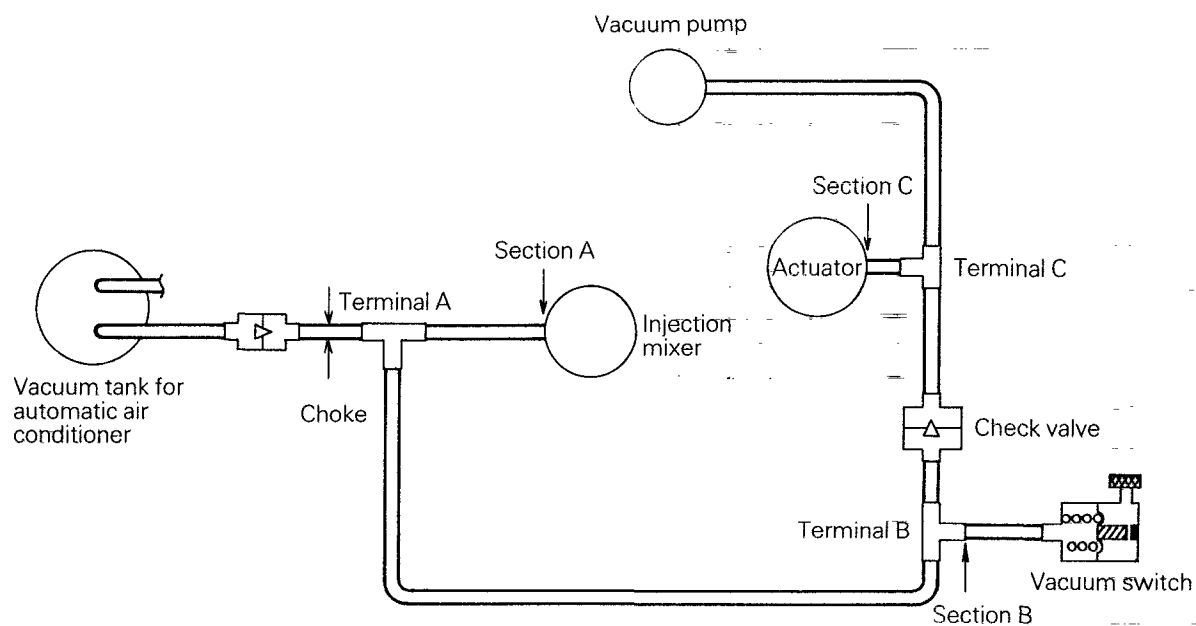 Vacuum pump
Section C
Actuator
Terminal C
Section A
Terminal A
Injection
mixer
Vacuum tank for
automatic air
conditioner
Choke
Check valve
Terminal B
Vacuum switch
Section B